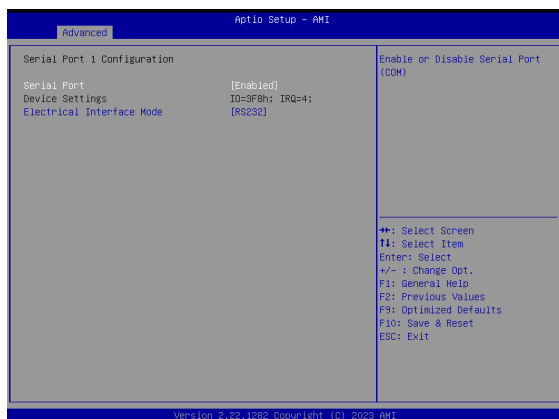 Aptio Setup - AMI
Advanced
Serial Port 1 Configuration
Serial Port [Enabled]
Device Settings IO=3F8h; IRQ=4;
Electrical Interface Mode [RS232]
Enable or Disable Serial Port
(COM)
→←: Select Screen
↑↓: Select Item
Enter: Select
+/- : Change Opt.
F1: General Help
F2: Previous Values
F9: Optimized Defaults
F10: Save & Reset
ESC: Exit
Version 2.22.1282 Copyright (C) 2023 AMI